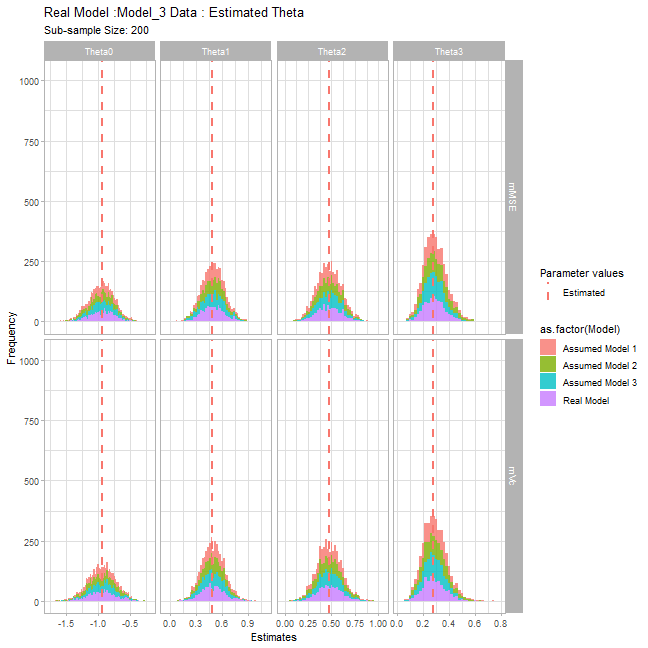 Real Model :Model_3 Data : Estimated Theta
Sub-sample Size: 200
Theta0 Theta1 Theta2 Theta3
1000
750
500
250
0
mMSE
1000
750
500
250
0
mVc
Frequency
-1.5 -1.0 -0.5 0.0 0.3 0.6 0.9 0.00 0.25 0.50 0.75 1.00 0.0 0.2 0.4 0.6 0.8
Estimates
Parameter values
Estimated
as.factor(Model)
Assumed Model 1
Assumed Model 2
Assumed Model 3
Real Model